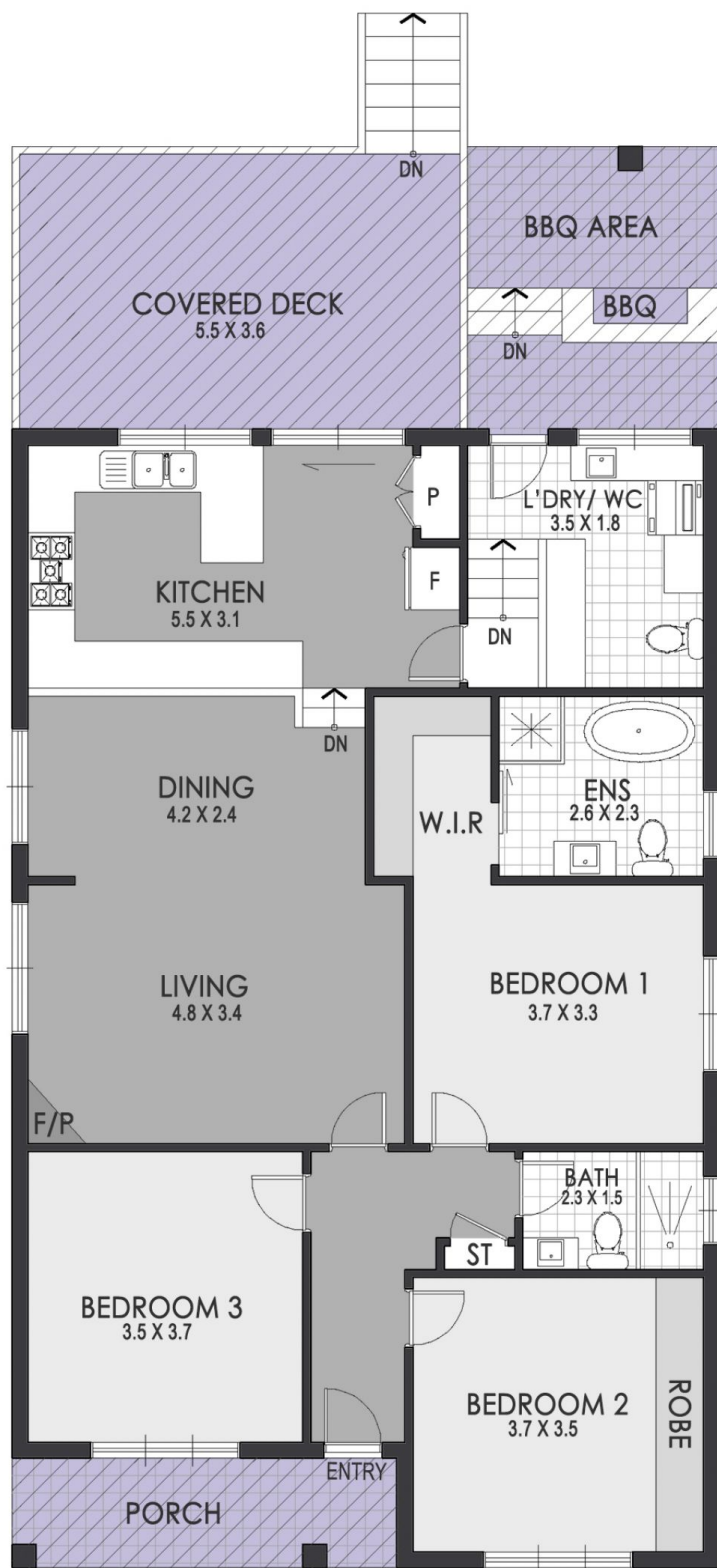 DN
BBQ AREA
COVERED DECK
5.5 X 3.6
BBQ
DN
P
L'DRY/ WC
3.5 X 1.8
KITCHEN
5.5 X 3.1
F
DN
DN
DINING
4.2 X 2.4
W.I.R
ENS
2.6 X 2.3
LIVING
4.8 X 3.4
BEDROOM 1
3.7 X 3.3
F/P
BATH
2.3 X 1.5
ST
BEDROOM 3
3.5 X 3.7
BEDROOM 2
3.7 X 3.5
ROBE
ENTRY
PORCH